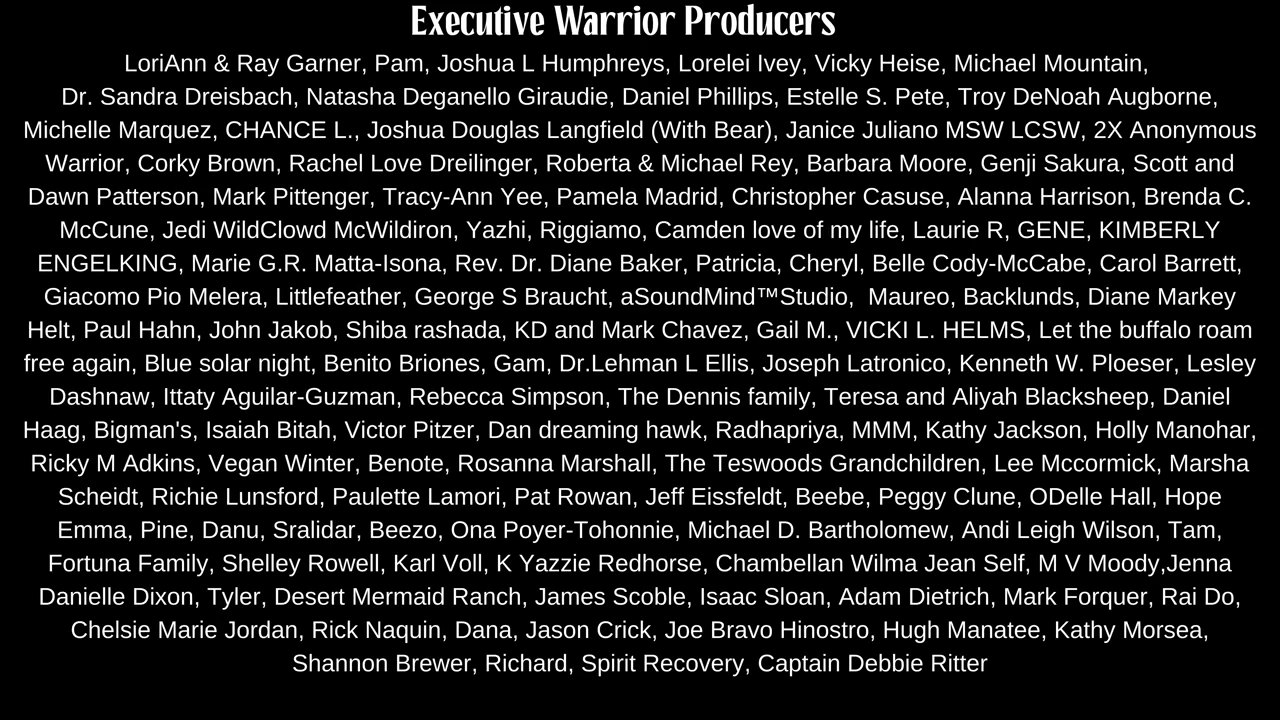 Executive Warrior Producers
LoriAnn & Ray Garner, Pam, Joshua L Humphreys, Lorelei Ivey, Vicky Heise, Michael Mountain,
Dr. Sandra Dreisbach, Natasha Deganello Giraudie, Daniel Phillips, Estelle S. Pete, Troy DeNoah Augborne,
Michelle Marquez, CHANCE L., Joshua Douglas Langfield (With Bear), Janice Juliano MSW LCSW, 2X Anonymous
Warrior, Corky Brown, Rachel Love Dreilinger, Roberta & Michael Rey, Barbara Moore, Genji Sakura, Scott and
Dawn Patterson, Mark Pittenger, Tracy-Ann Yee, Pamela Madrid, Christopher Casuse, Alanna Harrison, Brenda C.
McCune, Jedi WildClowd McWildiron, Yazhi, Riggiamo, Camden love of my life, Laurie R, GENE, KIMBERLY
ENGELKING, Marie G.R. Matta-Isona, Rev. Dr. Diane Baker, Patricia, Cheryl, Belle Cody-McCabe, Carol Barrett,
Giacomo Pio Melera, Littlefeather, George S Braucht, aSoundMind™Studio,  Maureo, Backlunds, Diane Markey
Helt, Paul Hahn, John Jakob, Shiba rashada, KD and Mark Chavez, Gail M., VICKI L. HELMS, Let the buffalo roam
free again, Blue solar night, Benito Briones, Gam, Dr.Lehman L Ellis, Joseph Latronico, Kenneth W. Ploeser, Lesley
Dashnaw, Ittaty Aguilar-Guzman, Rebecca Simpson, The Dennis family, Teresa and Aliyah Blacksheep, Daniel
Haag, Bigman's, Isaiah Bitah, Victor Pitzer, Dan dreaming hawk, Radhapriya, MMM, Kathy Jackson, Holly Manohar,
Ricky M Adkins, Vegan Winter, Benote, Rosanna Marshall, The Teswoods Grandchildren, Lee Mccormick, Marsha
Scheidt, Richie Lunsford, Paulette Lamori, Pat Rowan, Jeff Eissfeldt, Beebe, Peggy Clune, ODelle Hall, Hope
Emma, Pine, Danu, Sralidar, Beezo, Ona Poyer-Tohonnie, Michael D. Bartholomew, Andi Leigh Wilson, Tam,
Fortuna Family, Shelley Rowell, Karl Voll, K Yazzie Redhorse, Chambellan Wilma Jean Self, M V Moody,Jenna
Danielle Dixon, Tyler, Desert Mermaid Ranch, James Scoble, Isaac Sloan, Adam Dietrich, Mark Forquer, Rai Do,
Chelsie Marie Jordan, Rick Naquin, Dana, Jason Crick, Joe Bravo Hinostro, Hugh Manatee, Kathy Morsea,
Shannon Brewer, Richard, Spirit Recovery, Captain Debbie Ritter